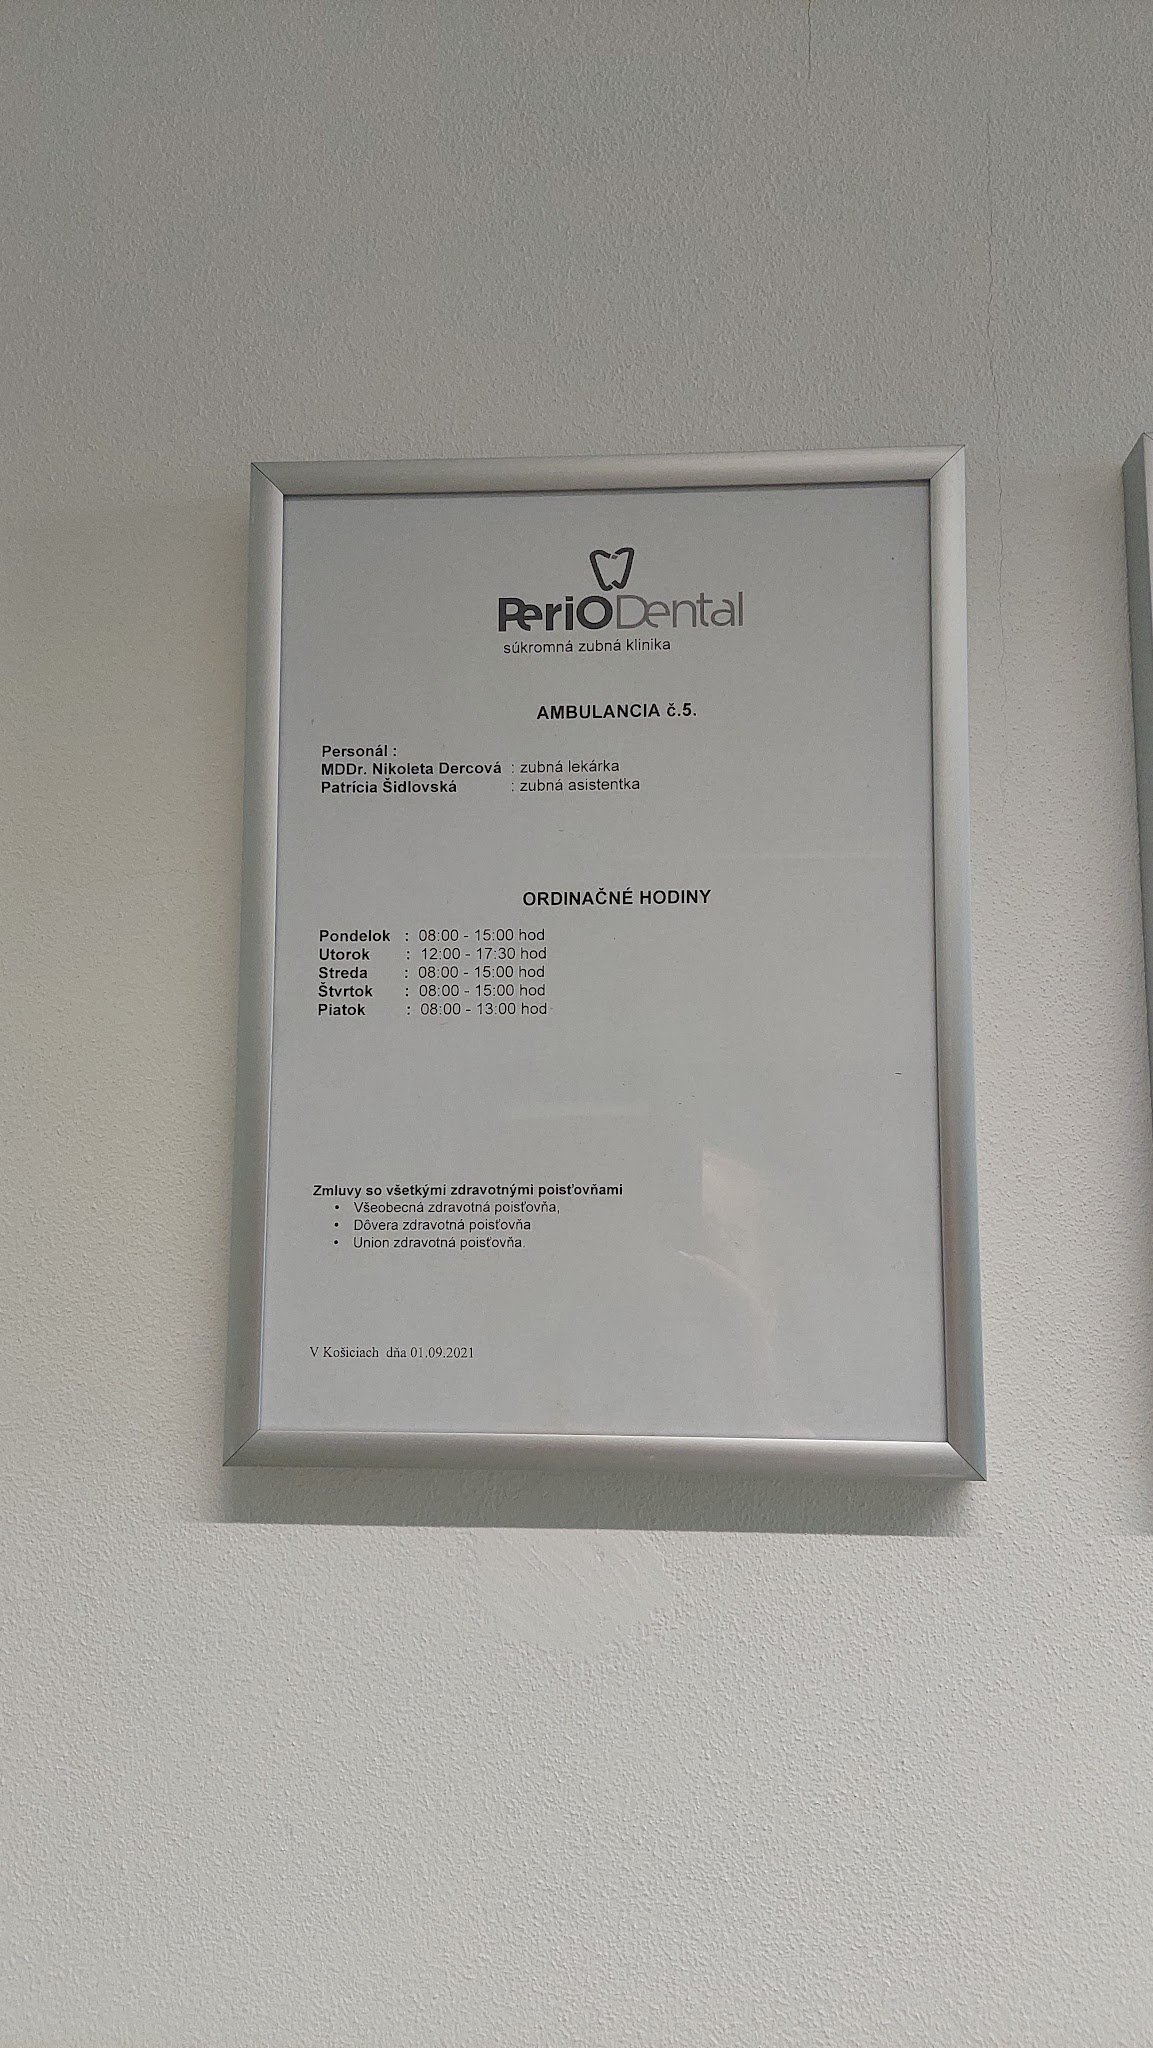 PeriODental
súkromná zubná klinika
AMBULANCIA č.5.
Personál :
MDDr. Nikoleta Dercová : zubná lekárka
Patrícia Šidlovská : zubná asistentka
ORDINAČNÉ HODINY
Pondelok : 08:00 - 15:00 hod
Utorok : 12:00 - 17:30 hod
Streda : 08:00 - 15:00 hod
Štvrtok : 08:00 - 15:00 hod
Piatok : 08:00 - 13:00 hod
Zmluvy so všetkými zdravotnými poisťovňami
• Všeobecná zdravotná poisťovňa,
• Dôvera zdravotná poisťovňa
• Union zdravotná poisťovňa.
V Košiciach dňa 01.09.2021